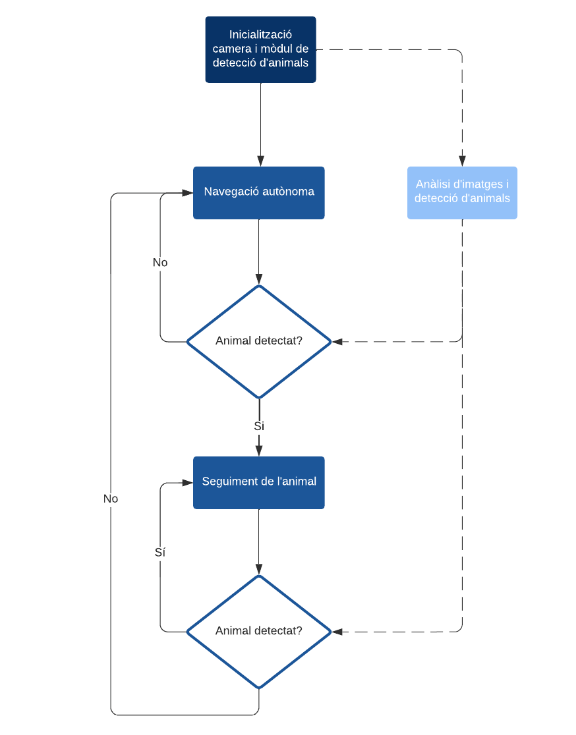 Inicialització
camera i mòdul de
detecció d'animals
Navegació autònoma
Anàlisi d'imatges i
detecció d'animals
No
Animal detectat?
Si
Seguiment de l'animal
No
Sí
Animal detectat?